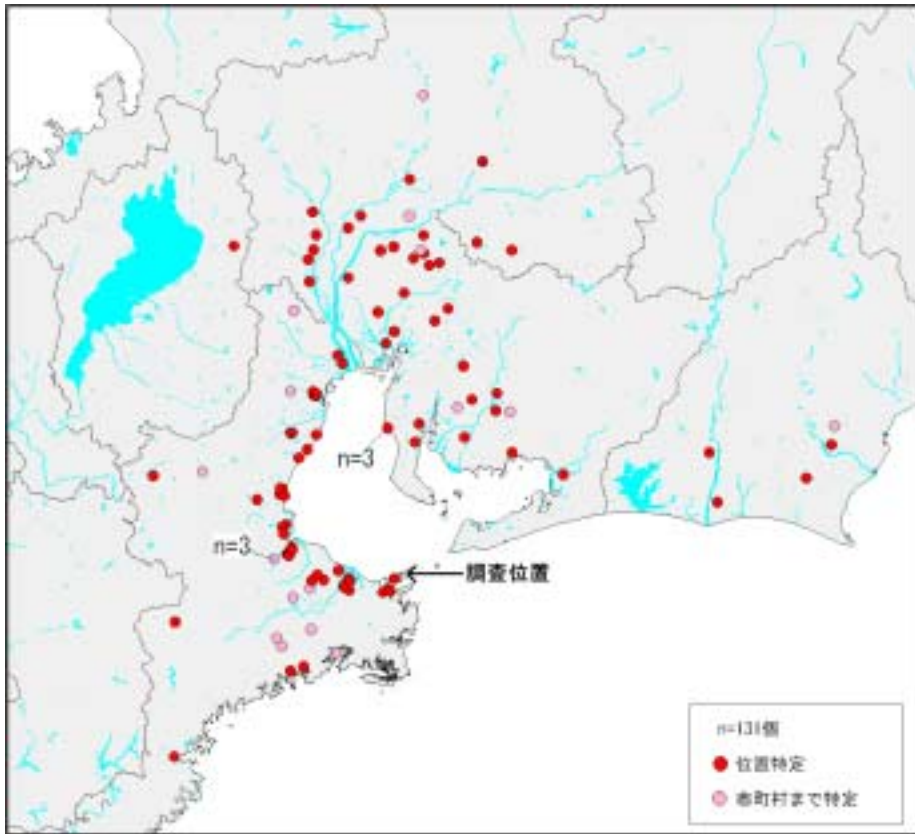 n=3
n=3
調査位置
n=131個
位置特定
市町村まで特定